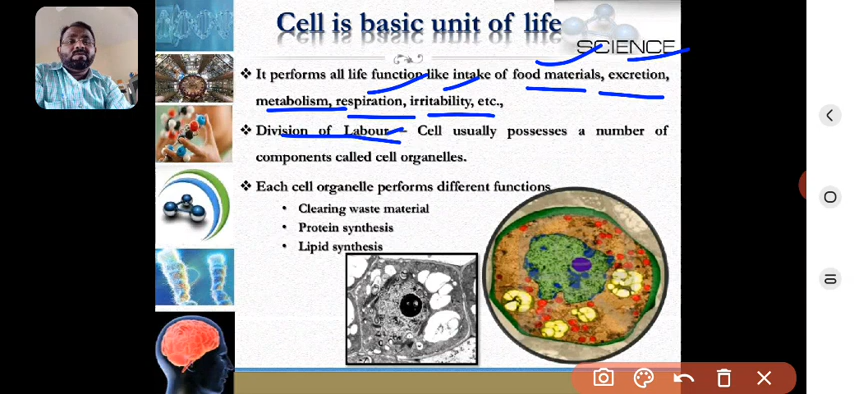 Cell is basic unit of life
SCIENCE
❖ It performs all life function like intake of food materials, excretion,
metabolism, respiration, irritability, etc.,
❖ Division of Labour – Cell usually possesses a number of
components called cell organelles.
❖ Each cell organelle performs different functions
• Clearing waste material
• Protein synthesis
• Lipid synthesis